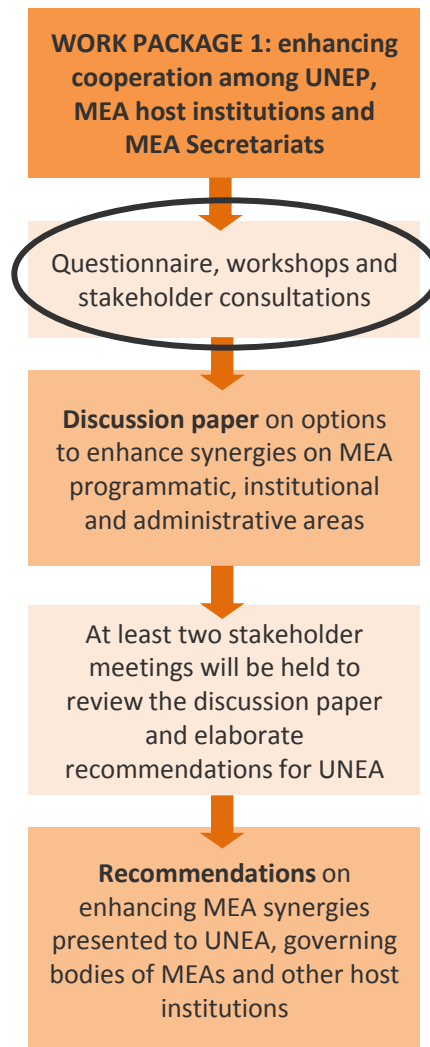 WORK PACKAGE 1: enhancing
cooperation among UNEP,
MEA host institutions and
MEA Secretariats
Questionnaire, workshops and
stakeholder consultations
Discussion paper on options
to enhance synergies on MEA
programmatic, institutional
and administrative areas
At least two stakeholder
meetings will be held to
review the discussion paper
and elaborate
recommendations for UNEA
Recommendations on
enhancing MEA synergies
presented to UNEA, governing
bodies of MEAs and other host
institutions